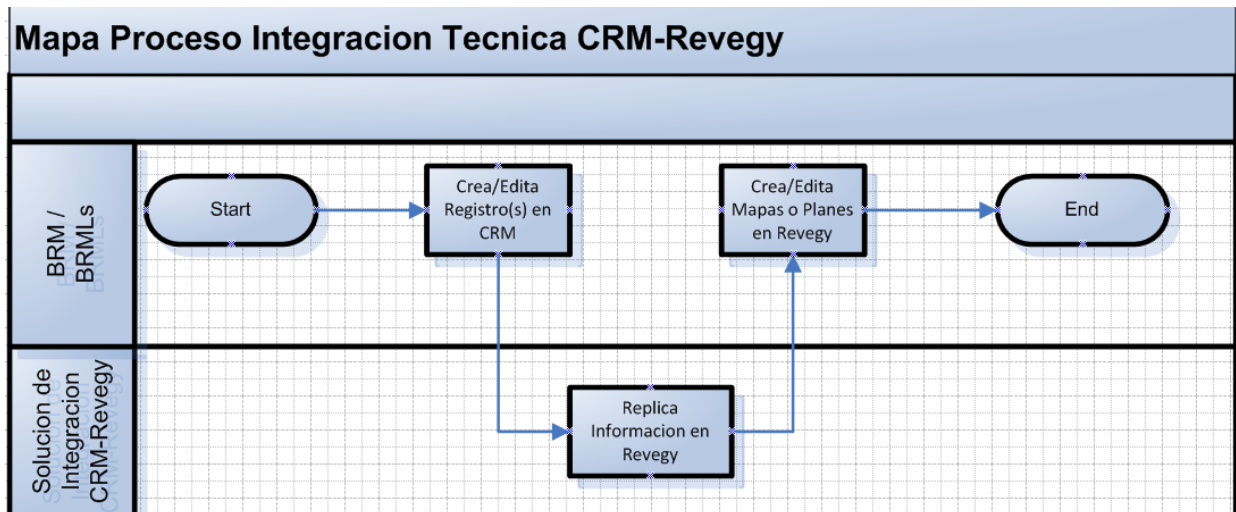 Mapa Proceso Integracion Tecnica CRM-Revegy
BRM /
BRMLs
Start
Crea/Edita
Registro(s) en
CRM
Crea/Edita
Mapas o Planes
en Revegy
End
Solucion de
Integracion
CRM-Revegy
Replica
Informacion en
Revegy